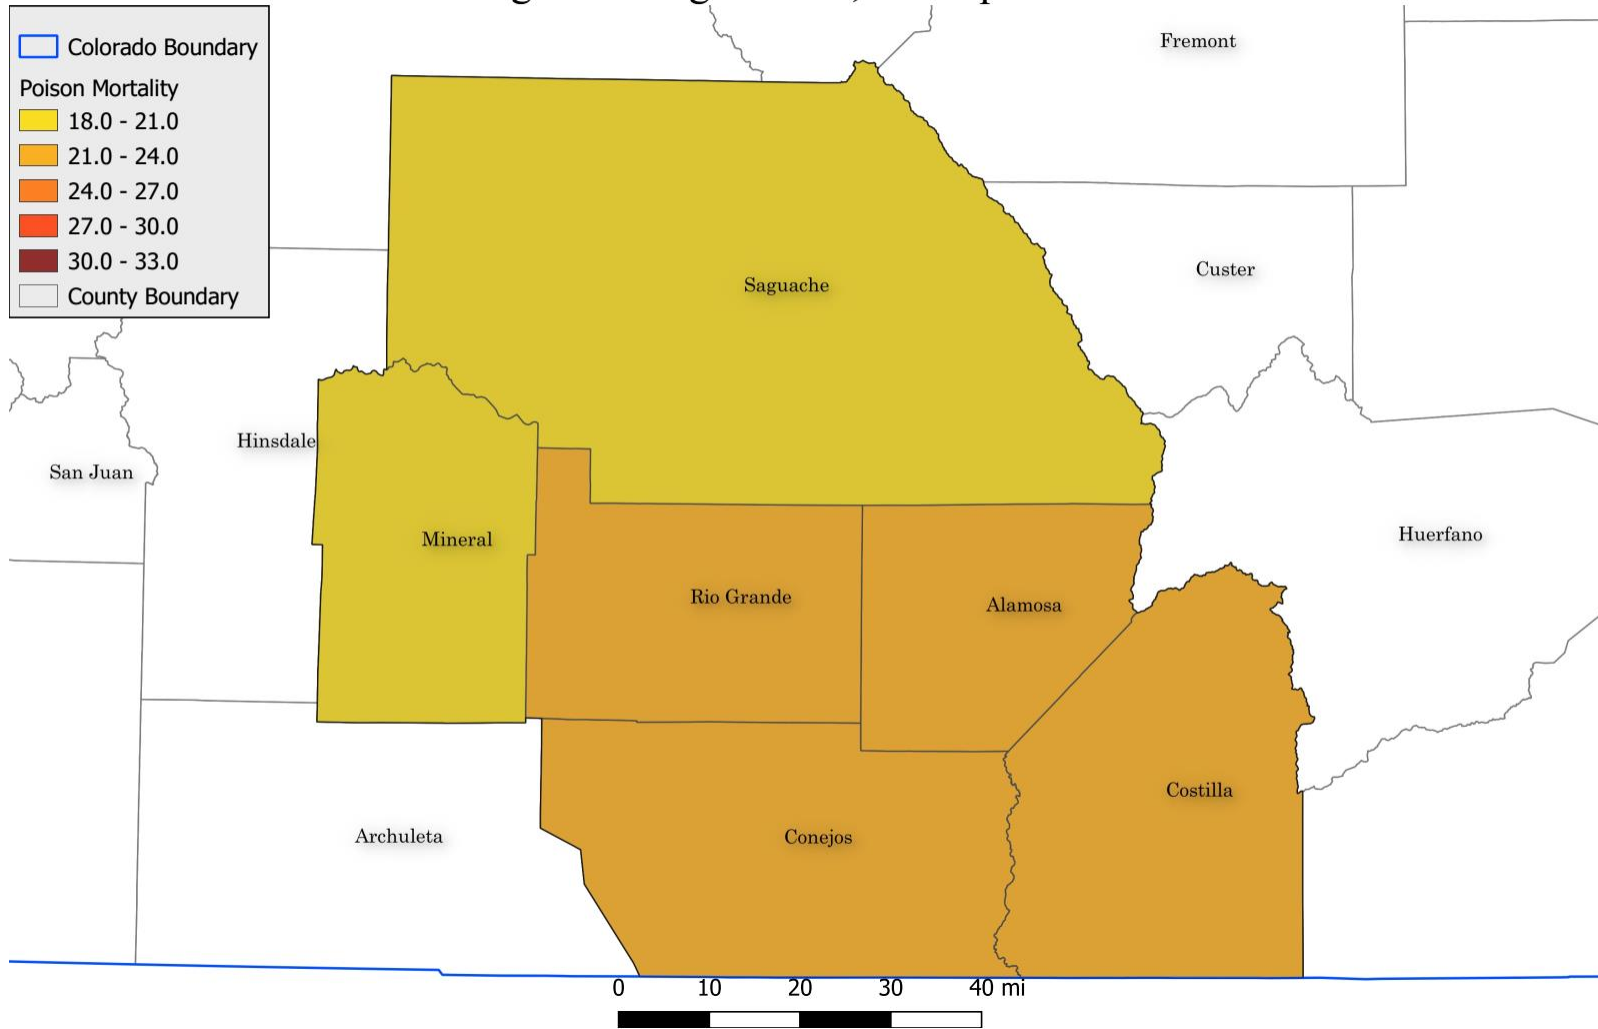 Colorado Boundary
Poison Mortality
18.0 - 21.0
21.0 - 24.0
24.0 - 27.0
27.0 - 30.0
30.0 - 33.0
County Boundary
Fremont
Custer
Saguache
Hinsdale
San Juan
Mineral
Huerfano
Rio Grande
Alamosa
Costilla
Archuleta
Conejos
0 10 20 30 40 mi